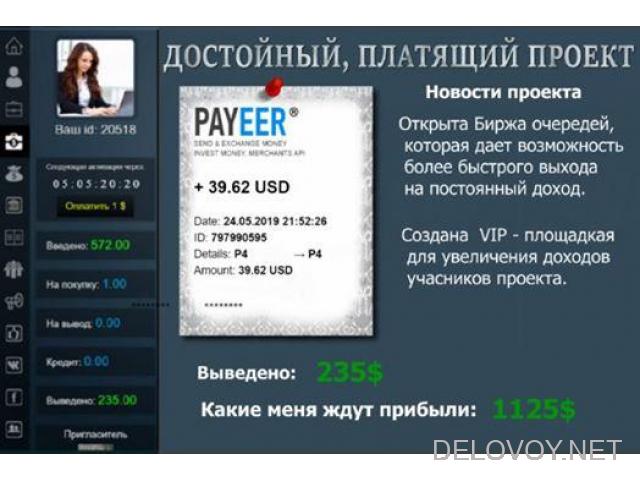 ДОСТОЙНЫЙ, ПЛАТЯЩИЙ ПРОЕКТ
Ваш id: 20518
Следующая активация через:
05:05:20:20
Оплатить 1 $
Введено: 572.00
На покупку: 1.00
На вывод: 0.00
Кредит: 0.00
Выведено: 235.00
Пригласитель
PAYEER®
SEND & EXCHANGE MONEY
INVEST MONEY, MERCHANTS API
+ 39.62 USD
Date: 24.05.2019 21:52:26
ID: 797990595
Details: P4 → P4
Amount: 39.62 USD
Новости проекта
Открыта Биржа очередей,
которая дает возможность
более быстрого выхода
на постоянный доход.
Создана VIP - площадкая
для увеличения доходов
учасников проекта.
Выведено: 235$
Какие меня ждут прибыли: 1125$
DELOVOY.NET